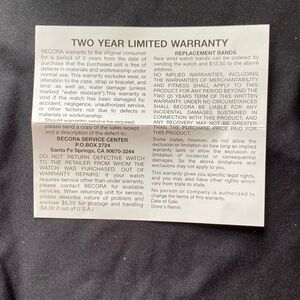 TWO YEAR LIMITED WARRANTY
BECORA warrants to the original consumer
for a period of 2 years from the date of
purchase that the purchased unit is free of
defects in materials and workmanship under
normal use. This warranty excludes wear, or
alteration to the case, strap or bracelet, and
lens: as well as, water damage (unless
marked "water resistant"). This warranty is
void if the watch has been damaged by
accident, negligence, unauthorized service,
or other factors not due to defects in
materials or workmanship.
Should warranty service be required,
please send a copy of the sales receipt
and a description of the defect to:
BECORA SERVICE CENTER
P.O.BOX 2724
Santa Fe Springs, CA 90670-3244
DO NOT RETURN DEFECTIVE WATCH
TO THE RETAILER FROM WHOM THE
WATCH WAS PURCHASED. OUT OF
WARRANTY REPAIRS: If your watch
requires service other than under warranty,
please contact BECORA for available
services. When returning unit for service,
please describe nature of problem and
enclose $5.50 for postage and handling
($8.00 if out of U.S.A.)
REPLACEMENT BANDS
New wrist watch bands can be ordered by
sending the watch and $12.50 to the above
address.
NO IMPLIED WARRANTIES, INCLUDING
THE WARRANTIES OF MERCHANTABILITY
AND FITNESS SHALL APPLY TO THIS
PRODUCT FOR ANY PERIOD BEYOND THE
TWO YEARS TERM OF THIS EXPRESS
WARRANTY UNDER NO CIRCUMSTANCES
SHALL BECORA BE LIABLE FOR ANY
INCIDENTAL DAMAGES SUSTAINED IN
CONNECTION WITH THIS PRODUCT, AND
ANY RECOVERY MAY NOT BE GREATER
THAN THE PURCHASE PRICE PAID FOR
THIS PRODUCT.
Some states, however, do not allow the
exclusion or limitation on how long an implied
warranty lasts or allow the exclusion or
limitation of incidental or consequential
damages. So the above limitations and
exclusions may not apply to you.
This warranty gives you specific legal rights,
and you may also have other rights which
vary from state to state.
No person or company is authorized to
change the terms of this warranty.
Date of Sale:
Store's Name: